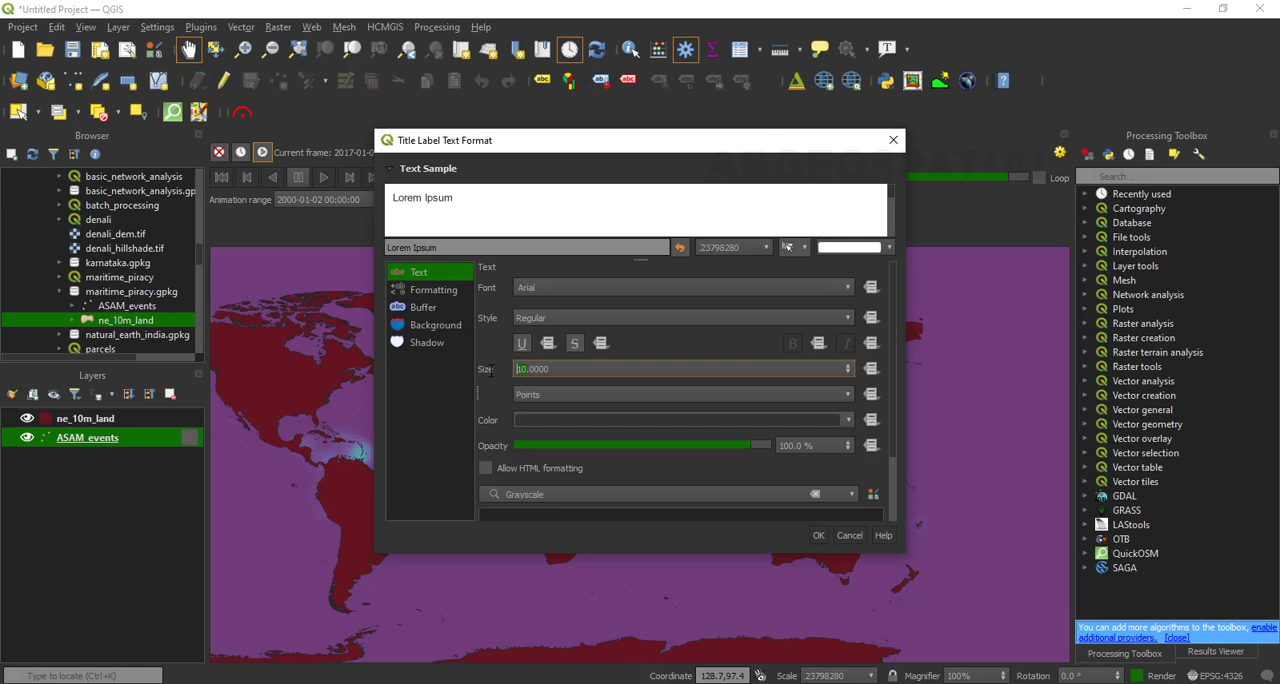 *Untitled Project — QGIS
Project Edit View Layer Settings Plugins Vector Raster Web Mesh HCMGIS Processing Help
Browser
basic_network_analysis
basic_network_analysis.gp
batch_processing
denali
denali_dem.tif
denali_hillshade.tif
karnataka.gpkg
maritime_piracy
maritime_piracy.gpkg
ASAM_events
ne_10m_land
natural_earth_india.gpkg
parcels
Layers
ne_10m_land
ASAM_events
Current frame: 2017-01-0
Animation range 2000-01-02 00:00:00
Loop
Title Label Text Format
Text Sample
Lorem Ipsum
Lorem Ipsum 23798280
Text
Formatting
Buffer
Background
Shadow
Text
Font Arial
Style Regular
U S B I
Size 10.0000
Points
Color
Opacity 100.0 %
Allow HTML formatting
Grayscale
OK Cancel Help
Processing Toolbox
Search...
Recently used
Cartography
Database
File tools
Interpolation
Layer tools
Mesh
Network analysis
Plots
Raster analysis
Raster creation
Raster terrain analysis
Raster tools
Vector analysis
Vector creation
Vector general
Vector geometry
Vector overlay
Vector selection
Vector table
Vector tiles
GDAL
GRASS
LAStools
OTB
QuickOSM
SAGA
You can add more algorithms to the toolbox, enable
additional providers. [close]
Processing Toolbox Results Viewer
Type to locate (Ctrl+K) Coordinate 128.7,97.4 Scale 23798280 Magnifier 100% Rotation 0.0 ° Render EPSG:4326